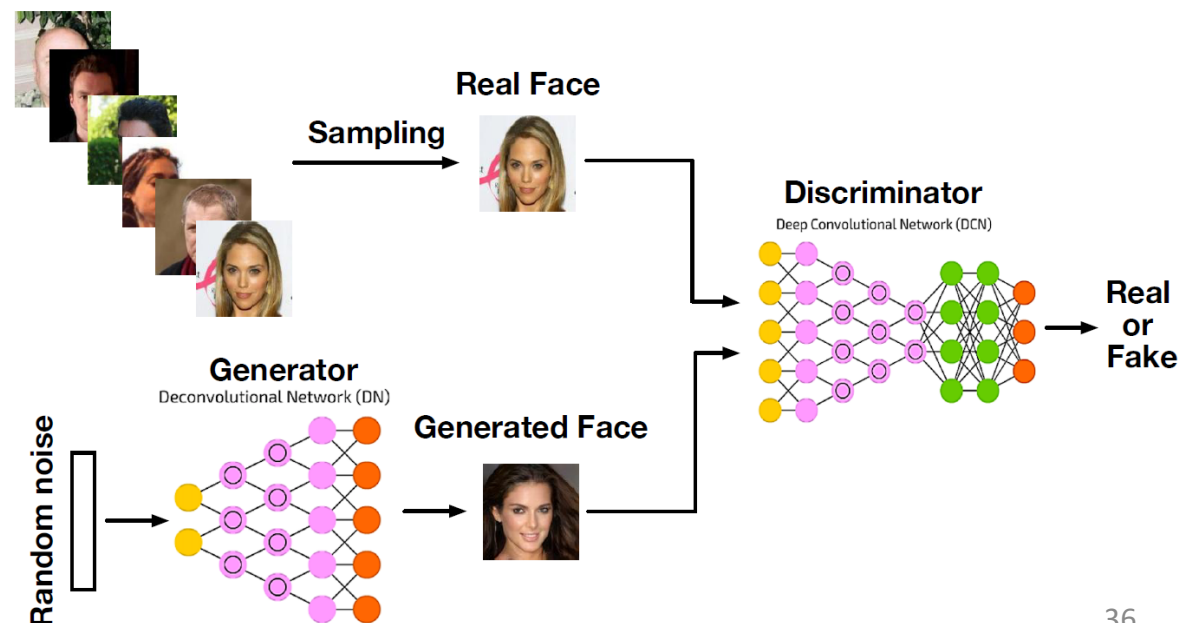 Real Face
Sampling
Discriminator
Deep Convolutional Network (DCN)
Real
or
Fake
Generator
Deconvolutional Network (DN)
Generated Face
Random noise
36